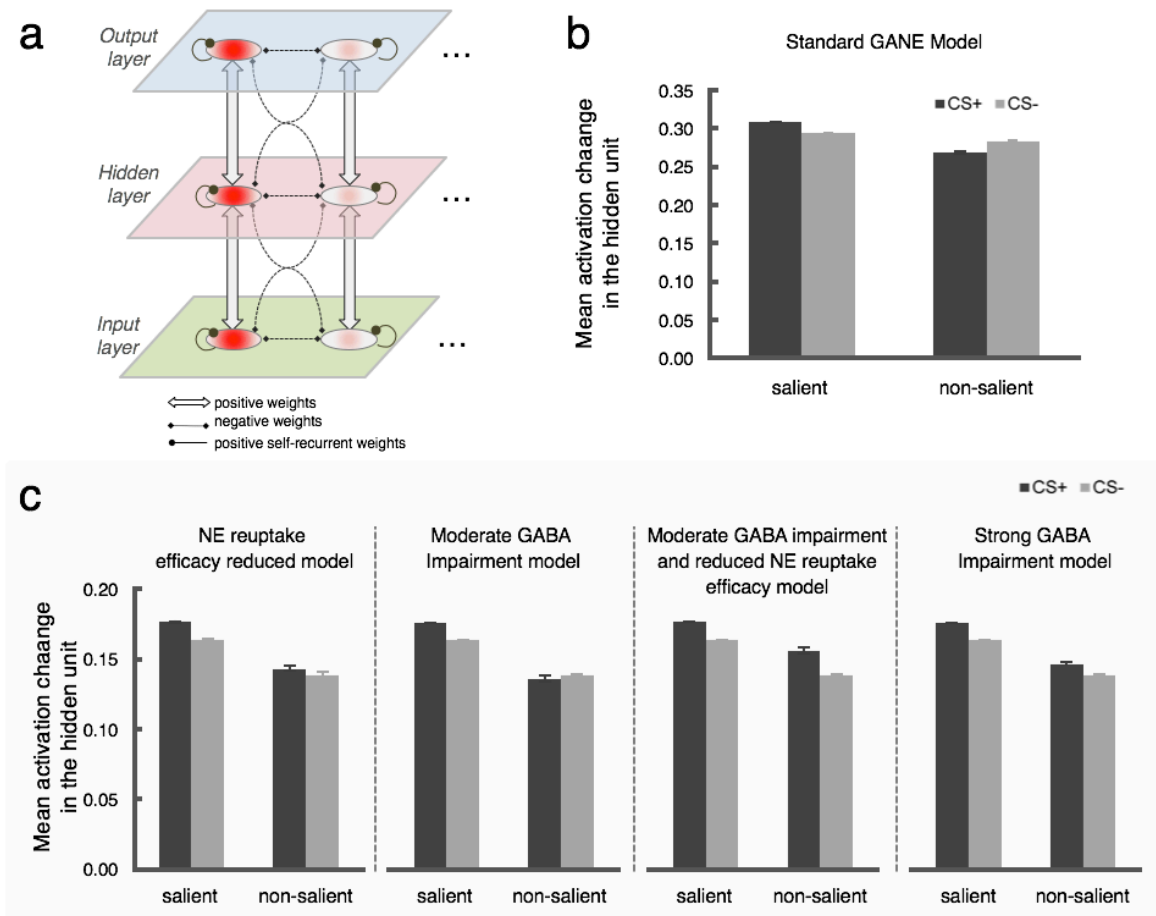 a
Output
layer
...
Hidden
layer
...
Input
layer
...
positive weights
negative weights
positive self-recurrent weights
b
Standard GANE Model
CS+ CS-
Mean activation chaange
in the hidden unit
0.35
0.30
0.25
0.20
0.15
0.10
0.05
0.00
salient non-salient
c
CS+ CS-
NE reuptake
efficacy reduced model
Moderate GABA
Impairment model
Moderate GABA impairment
and reduced NE reuptake
efficacy model
Strong GABA
Impairment model
Mean activation chaange
in the hidden unit
0.20
0.15
0.10
0.05
0.00
salient non-salient
salient non-salient
salient non-salient
salient non-salient